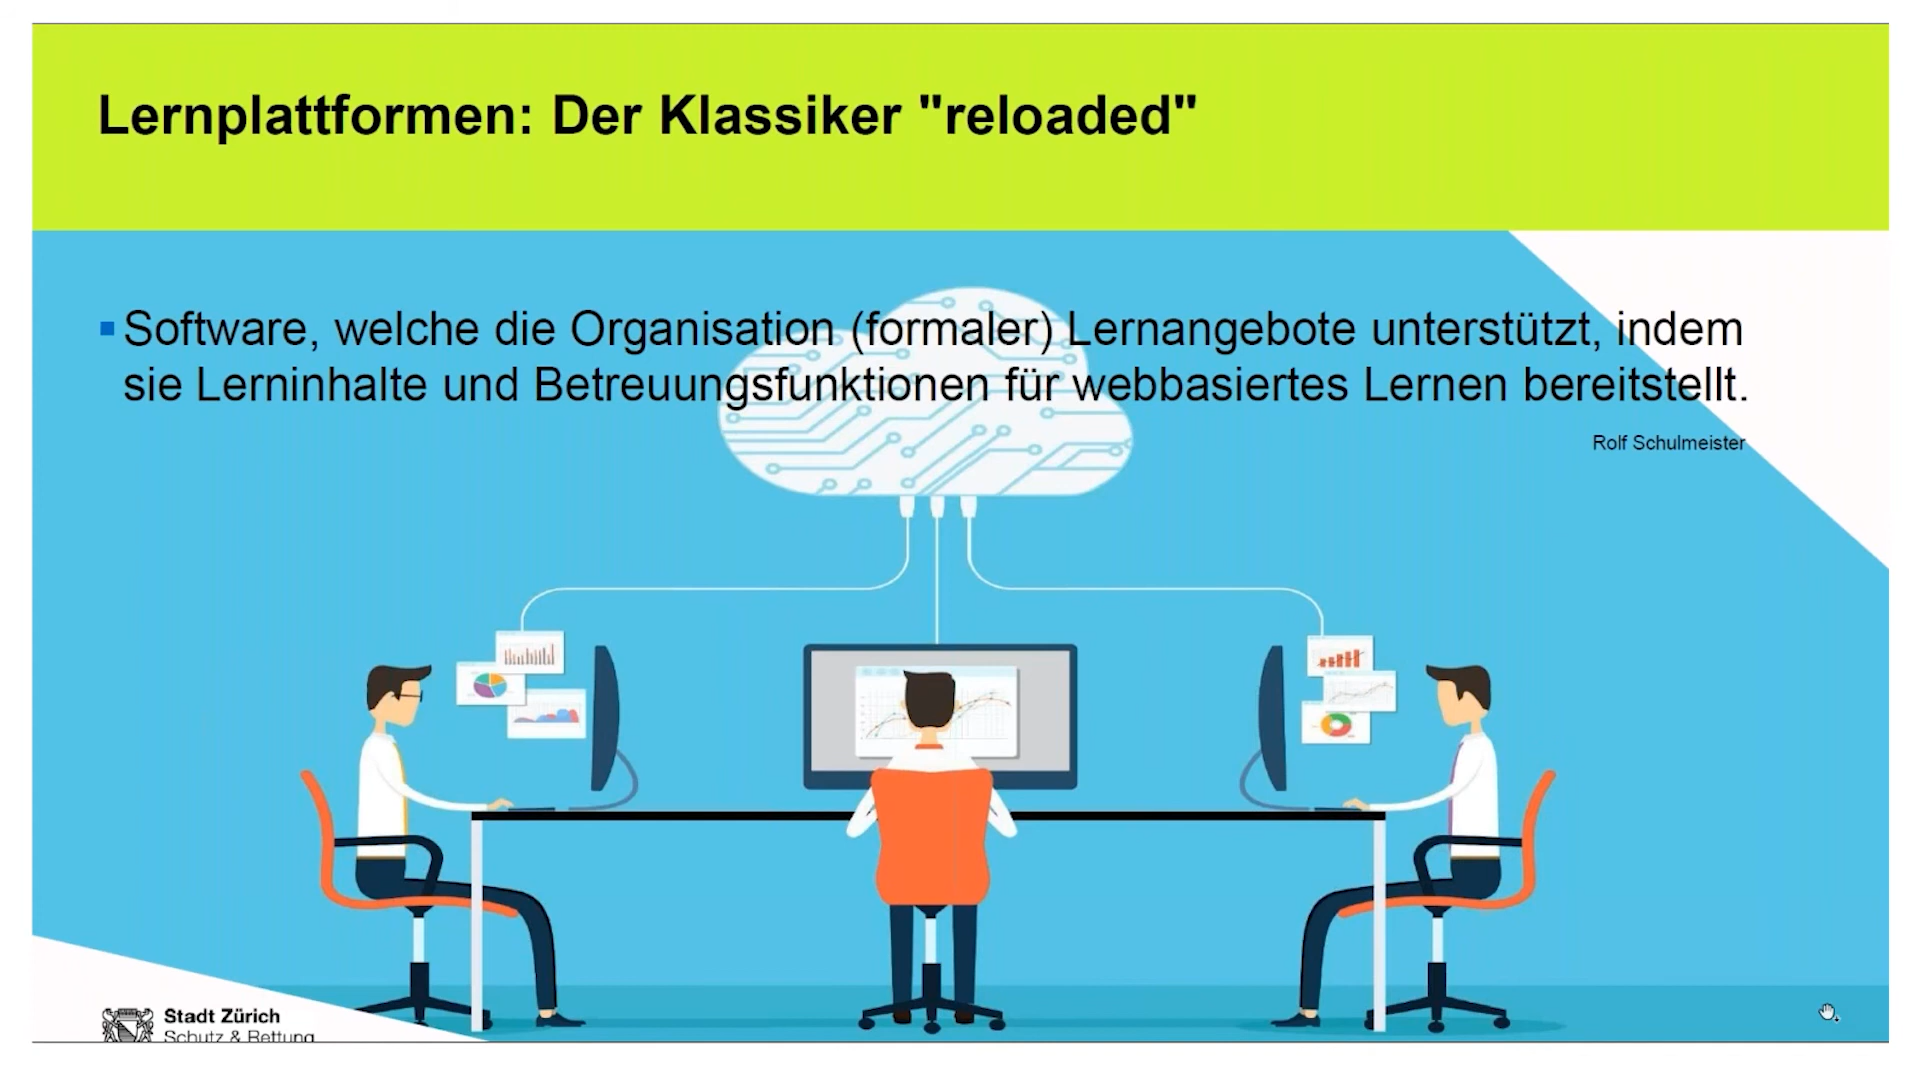 Lernplattformen: Der Klassiker "reloaded"
Software, welche die Organisation (formaler) Lernangebote unterstützt, indem
sie Lerninhalte und Betreuungsfunktionen für webbasiertes Lernen bereitstellt.
Rolf Schulmeister
Stadt Zürich
Schutz & Rettung